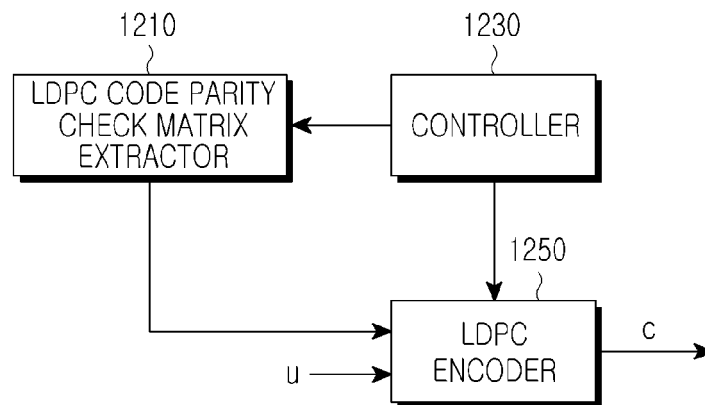 1210
LDPC CODE PARITY
CHECK MATRIX
EXTRACTOR
1230
CONTROLLER
1250
LDPC
ENCODER
u
c